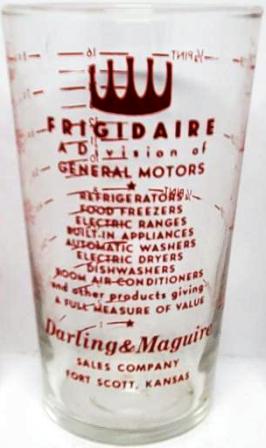 FRIGIDAIRE
A Division of
GENERAL MOTORS
REFRIGERATORS
FOOD FREEZERS
ELECTRIC RANGES
BUILT-IN APPLIANCES
AUTOMATIC WASHERS
ELECTRIC DRYERS
DISHWASHERS
ROOM AIR CONDITIONERS
and other products giving
A FULL MEASURE OF VALUE
Darling & Maguire
SALES COMPANY
FORT SCOTT, KANSAS